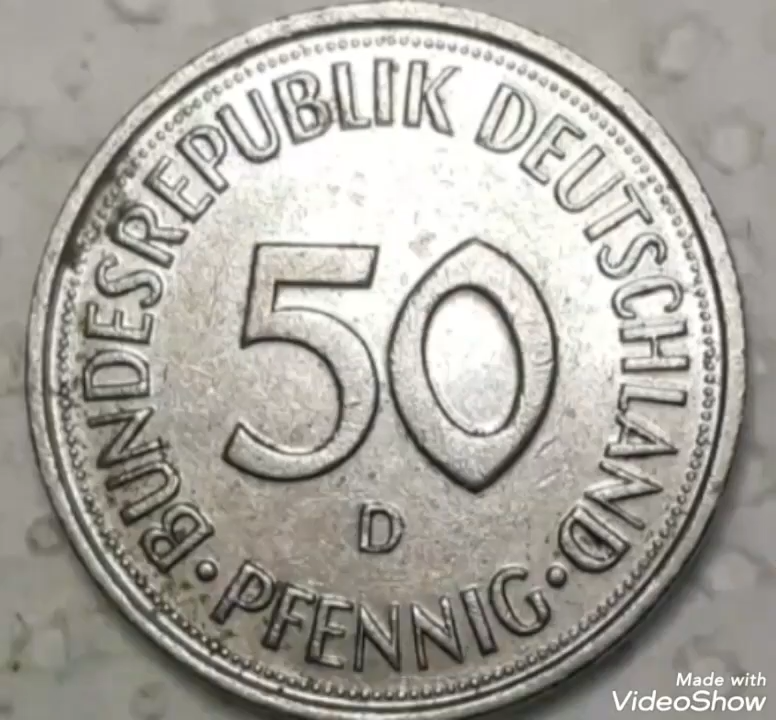 BUNDESREPUBLIK DEUTSCHLAND
50
D
• PFENNIG •
Made with
VideoShow